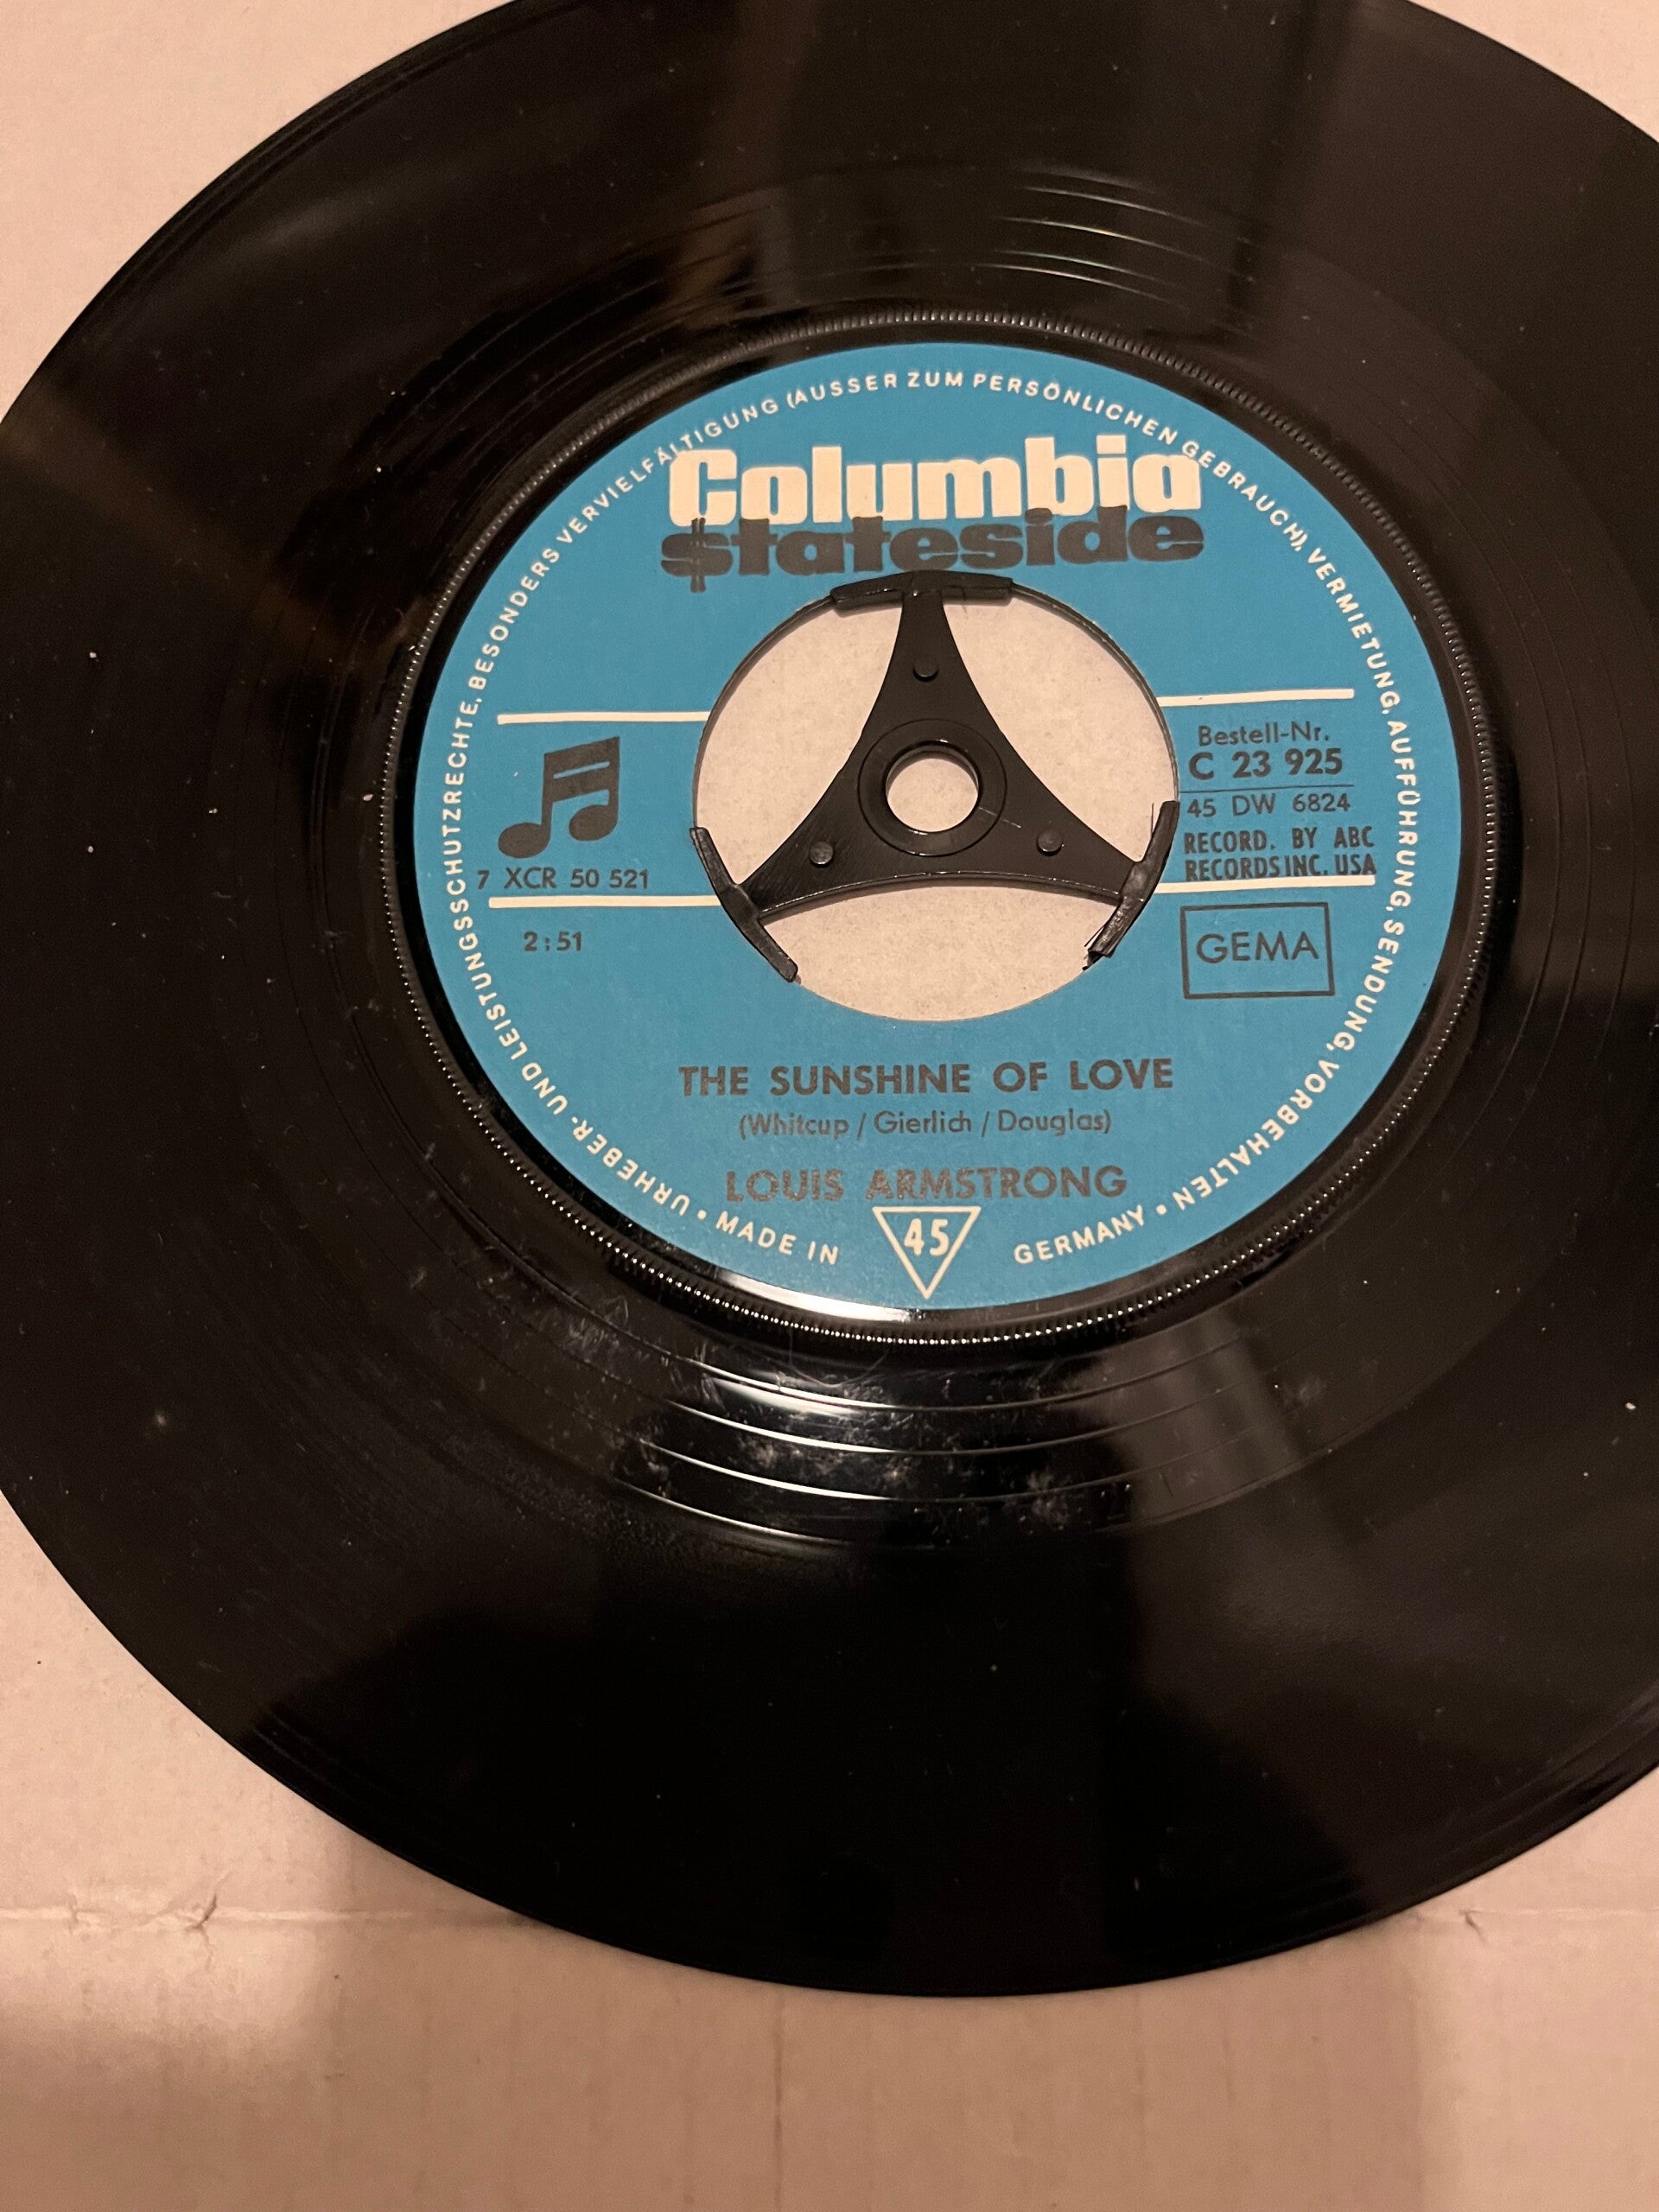 Columbia
$tateside
Bestell-Nr.
C 23 925
45 DW 6824
RECORD. BY ABC
RECORDS INC. USA
7 XCR 50 521
2:51
GEMA
THE SUNSHINE OF LOVE
(Whitcup / Gierlich / Douglas)
LOUIS ARMSTRONG
45
URHEBER- UND LEISTUNGSSCHUTZRECHTE, BESONDERS VERVIELFÄLTIGUNG (AUSSER ZUM PERSÖNLICHEN GEBRAUCH), VERMIETUNG, AUFFÜHRUNG, SENDUNG, VORBEHALTEN •
MADE IN GERMANY •